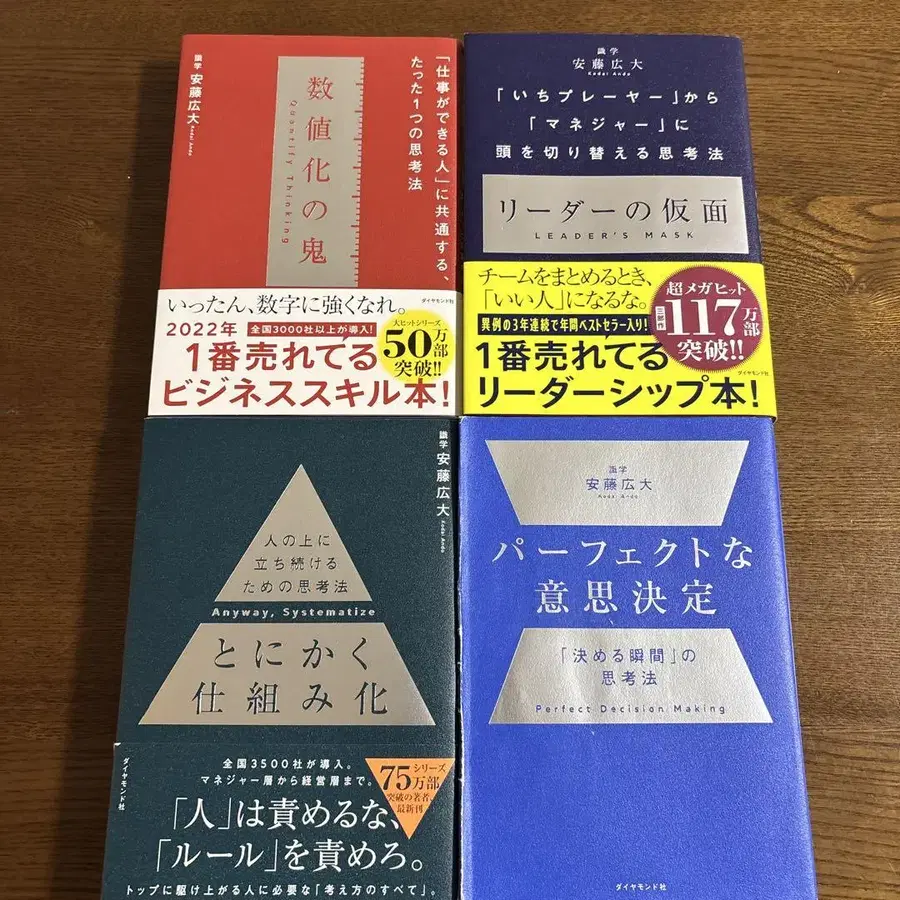 識学 安藤広大
Kodai Ando
数値化の鬼
Quantify Thinking
「仕事ができる人」に共通する、
たった1つの思考法
いったん、数字に強くなれ。
ダイヤモンド社
2022年
全国3000社以上が導入!
1番売れてる
ビジネススキル本!
大ヒットシリーズ
50万部
突破!!
識学
安藤広大
Kodai Ando
「いちプレーヤー」から
「マネジャー」に
頭を切り替える思考法
リーダーの仮面
LEADER'S MASK
チームをまとめるとき、
「いい人」になるな。
異例の3年連続で年間ベストセラー入り!
1番売れてる
リーダーシップ本!
超メガヒット
三部作
117万部
突破!!
ダイヤモンド社
識学 安藤広大
Kodai Ando
人の上に
立ち続ける
ための思考法
Anyway, Systematize
とにかく
仕組み化
ダイヤモンド社
全国3500社が導入。
マネジャー層から経営層まで。
「人」は責めるな、
「ルール」を責めろ。
トップに駆け上がる人に必要な「考え方のすべて」。
シリーズ
75万部
突破の著者、
最新刊
識学
安藤広大
Kodai Ando
パーフェクトな
意思決定
「決める瞬間」の
思考法
Perfect Decision Making
ダイヤモンド社